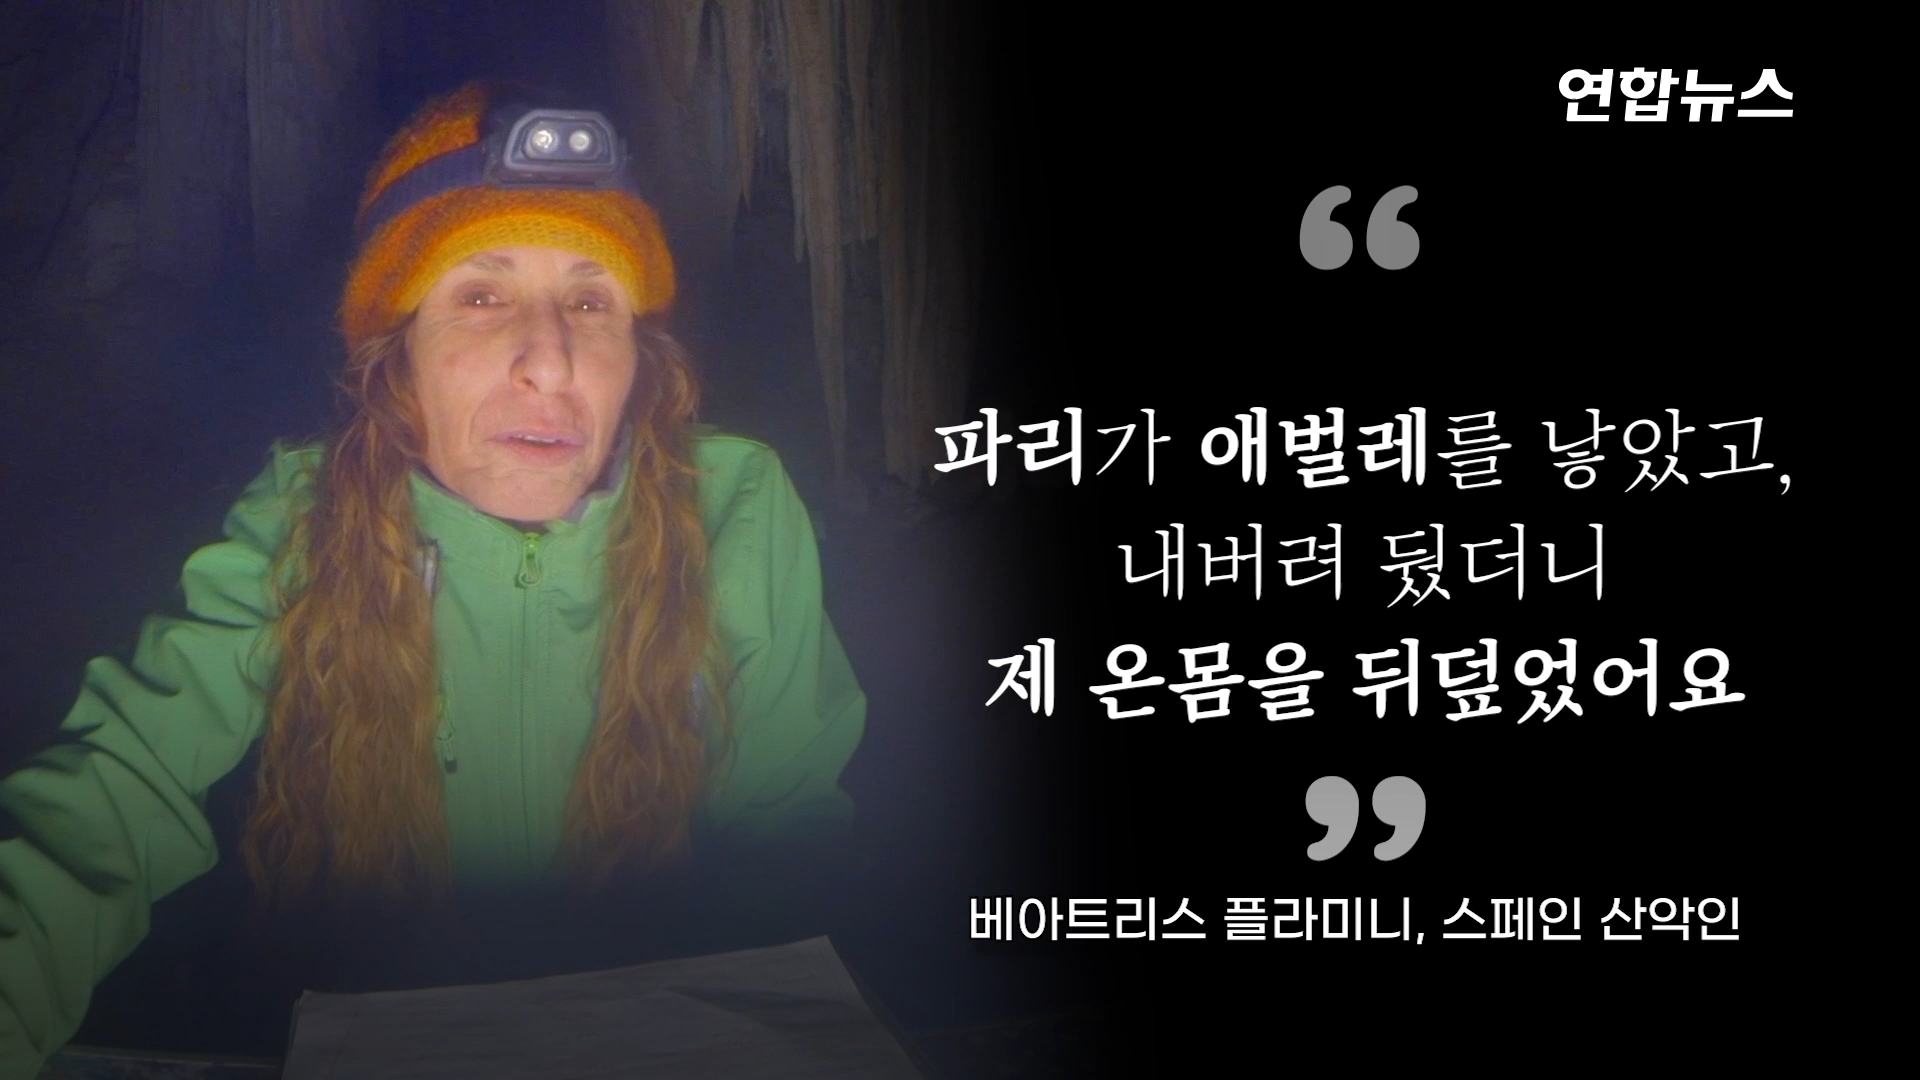 연합뉴스
“
파리가 애벌레를 낳았고,
내버려 뒀더니
제 온몸을 뒤덮었어요
”
베아트리스 플라미니, 스페인 산악인